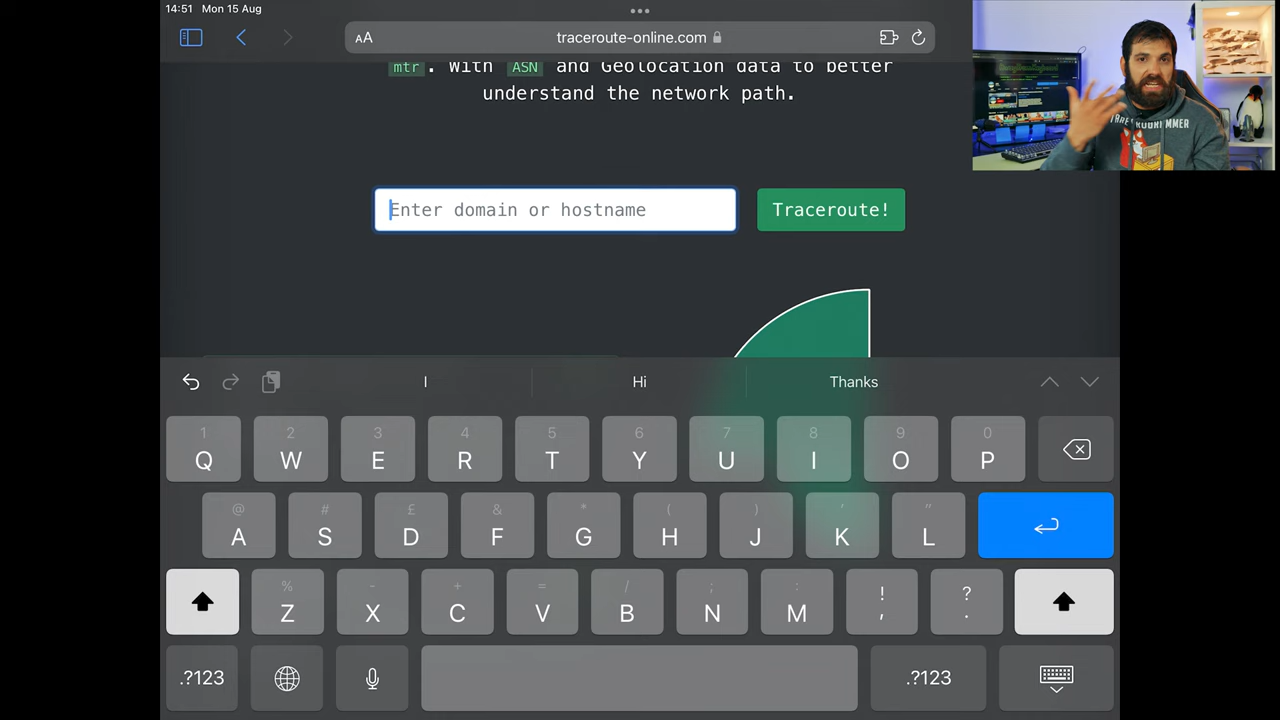 14:51 Mon 15 Aug
AA
traceroute-online.com
mtr. With ASN and Geolocation data to better
understand the network path.
Enter domain or hostname
Traceroute!
I
Hi
Thanks
1 2 3 4 5 6 7 8 9 0
Q W E R T Y U I O P
@ # £ & * ( ) ' "
A S D F G H J K L
% - + = / ; : ! ?
Z X C V B N M , .
.?123
.?123